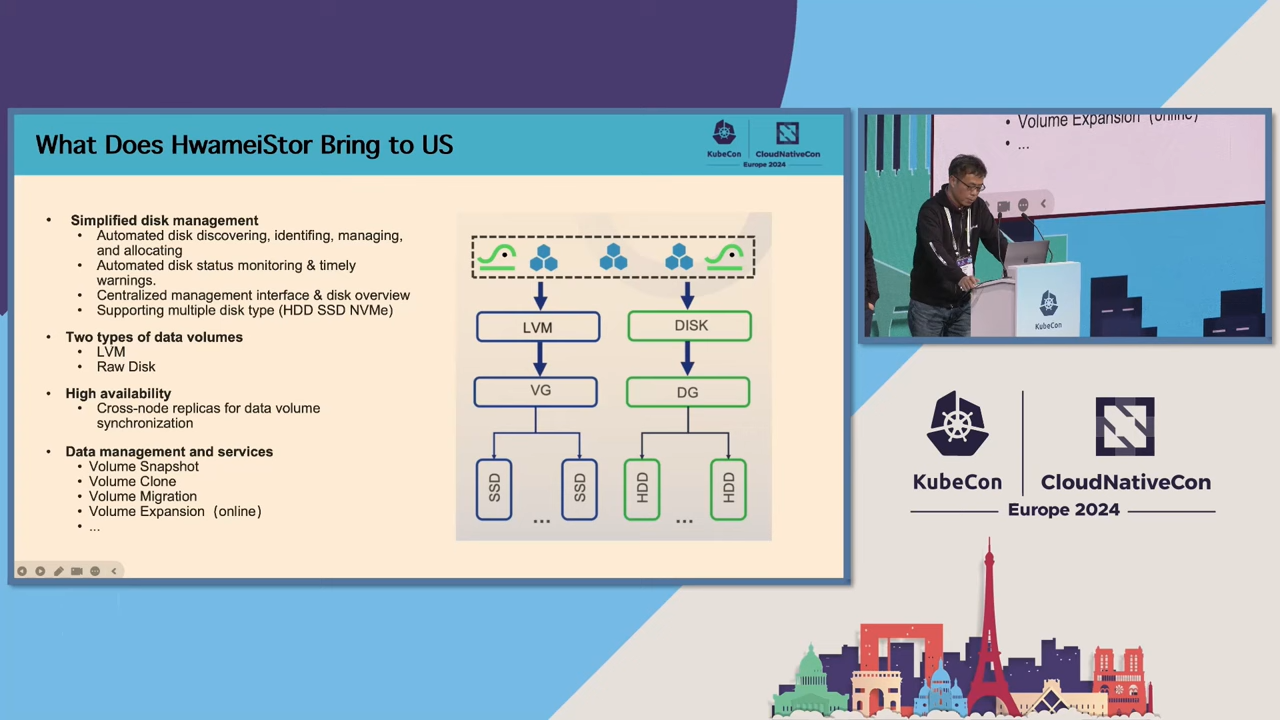 What Does HwameiStor Bring to US
KubeCon
CloudNativeCon
Europe 2024
• Simplified disk management
• Automated disk discovering, identifing, managing,
and allocating
• Automated disk status monitoring & timely
warnings.
• Centralized management interface & disk overview
• Supporting multiple disk type (HDD SSD NVMe)
• Two types of data volumes
• LVM
• Raw Disk
• High availability
• Cross-node replicas for data volume
synchronization
• Data management and services
• Volume Snapshot
• Volume Clone
• Volume Migration
• Volume Expansion (online)
• ...
LVM
DISK
VG
DG
SSD
...
SSD
HDD
...
HDD
• Volume Expansion (online)
• ...
KubeCon
KubeCon
CloudNativeCon
Europe 2024